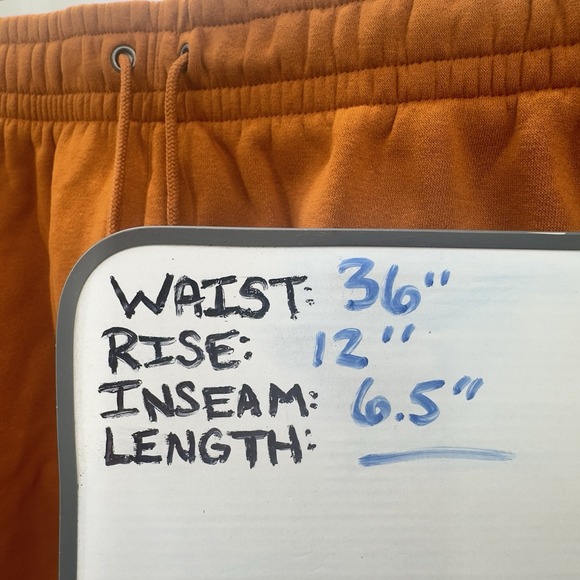 WAIST: 36"
RISE: 12"
INSEAM: 6.5"
LENGTH: